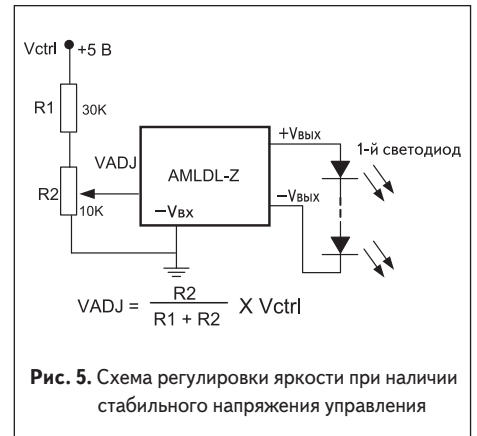 Vctrl +5 В
R1 30K
VADJ
R2
10K
AMLDL-Z
–Vвх
+Vвых
–Vвых
1-й светодиод
VADJ = R2 / R1 + R2 X Vctrl
Рис. 5. Схема регулировки яркости при наличии
стабильного напряжения управления